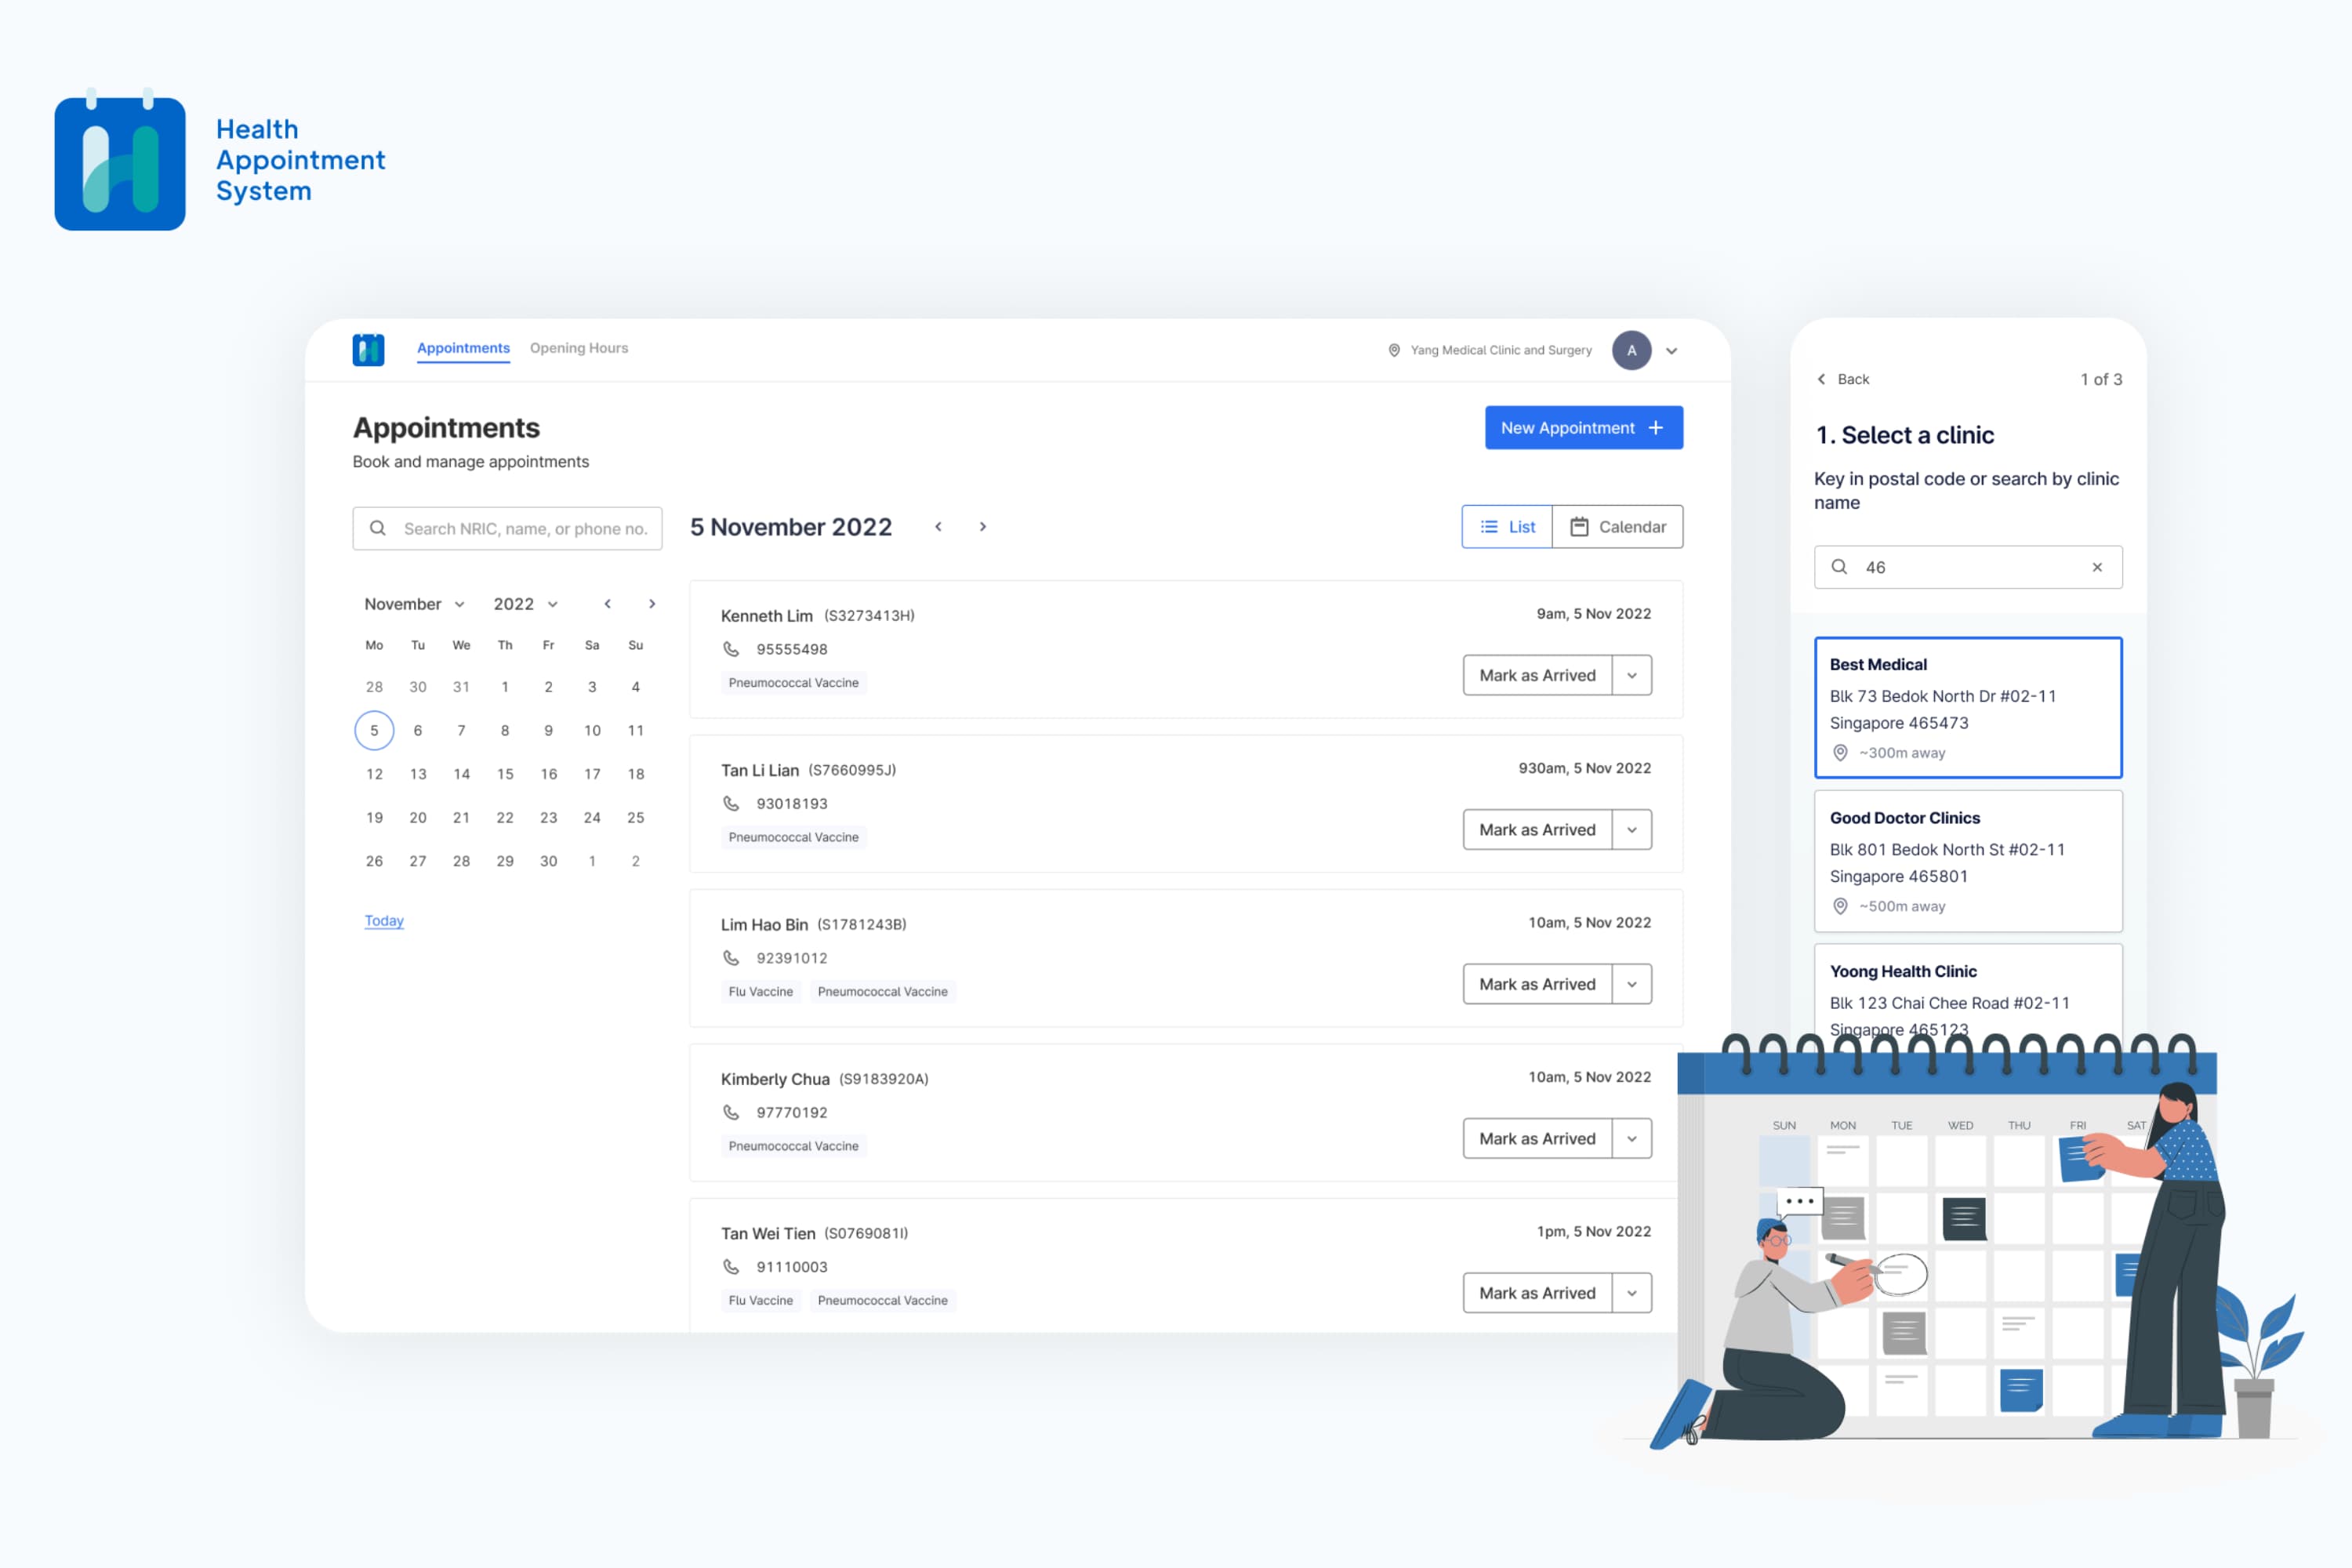 Health
Appointment
System
Appointments Opening Hours
Yang Medical Clinic and Surgery
A
Appointments
Book and manage appointments
New Appointment +
Search NRIC, name, or phone no.
5 November 2022
List Calendar
November 2022
Mo Tu We Th Fr Sa Su
28 30 31 1 2 3 4
5 6 7 8 9 10 11
12 13 14 15 16 17 18
19 20 21 22 23 24 25
26 27 28 29 30 1 2
Today
Kenneth Lim (S3273413H)
9am, 5 Nov 2022
95555498
Mark as Arrived
Pneumococcal Vaccine
Tan Li Lian (S7660995J)
930am, 5 Nov 2022
93018193
Mark as Arrived
Pneumococcal Vaccine
Lim Hao Bin (S1781243B)
10am, 5 Nov 2022
92391012
Mark as Arrived
Flu Vaccine Pneumococcal Vaccine
Kimberly Chua (S9183920A)
10am, 5 Nov 2022
97770192
Mark as Arrived
Pneumococcal Vaccine
Tan Wei Tien (S0769081I)
1pm, 5 Nov 2022
91110003
Mark as Arrived
Flu Vaccine Pneumococcal Vaccine
Back 1 of 3
1. Select a clinic
Key in postal code or search by clinic
name
46
Best Medical
Blk 73 Bedok North Dr #02-11
Singapore 465473
~300m away
Good Doctor Clinics
Blk 801 Bedok North St #02-11
Singapore 465801
~500m away
Yoong Health Clinic
Blk 123 Chai Chee Road #02-11
Singapore 465123
SUN MON TUE WED THU FRI SAT